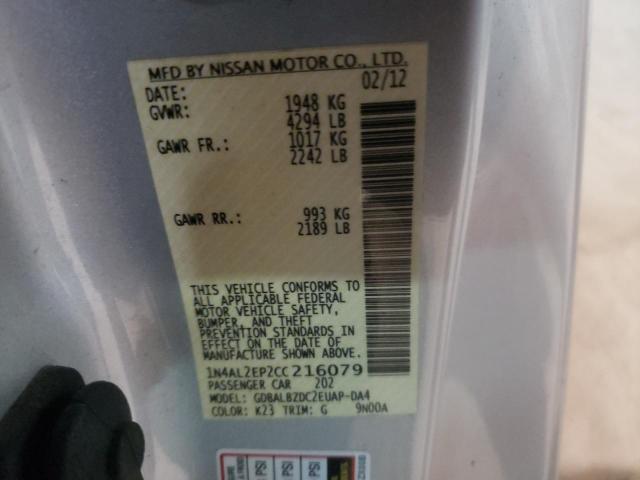 MFD BY NISSAN MOTOR CO., LTD.
DATE: 02/12
GVWR: 1948 KG
4294 LB
GAWR FR.: 1017 KG
2242 LB
GAWR RR.: 993 KG
2189 LB
THIS VEHICLE CONFORMS TO
ALL APPLICABLE FEDERAL
MOTOR VEHICLE SAFETY,
BUMPER, AND THEFT
PREVENTION STANDARDS IN
EFFECT ON THE DATE OF
MANUFACTURE SHOWN ABOVE.
1N4AL2EP2CC216079
PASSENGER CAR 202
MODEL: GDBALBZDC2EUAP-DA4
COLOR: K23 TRIM: G 9N00A
PSI PSI PSI